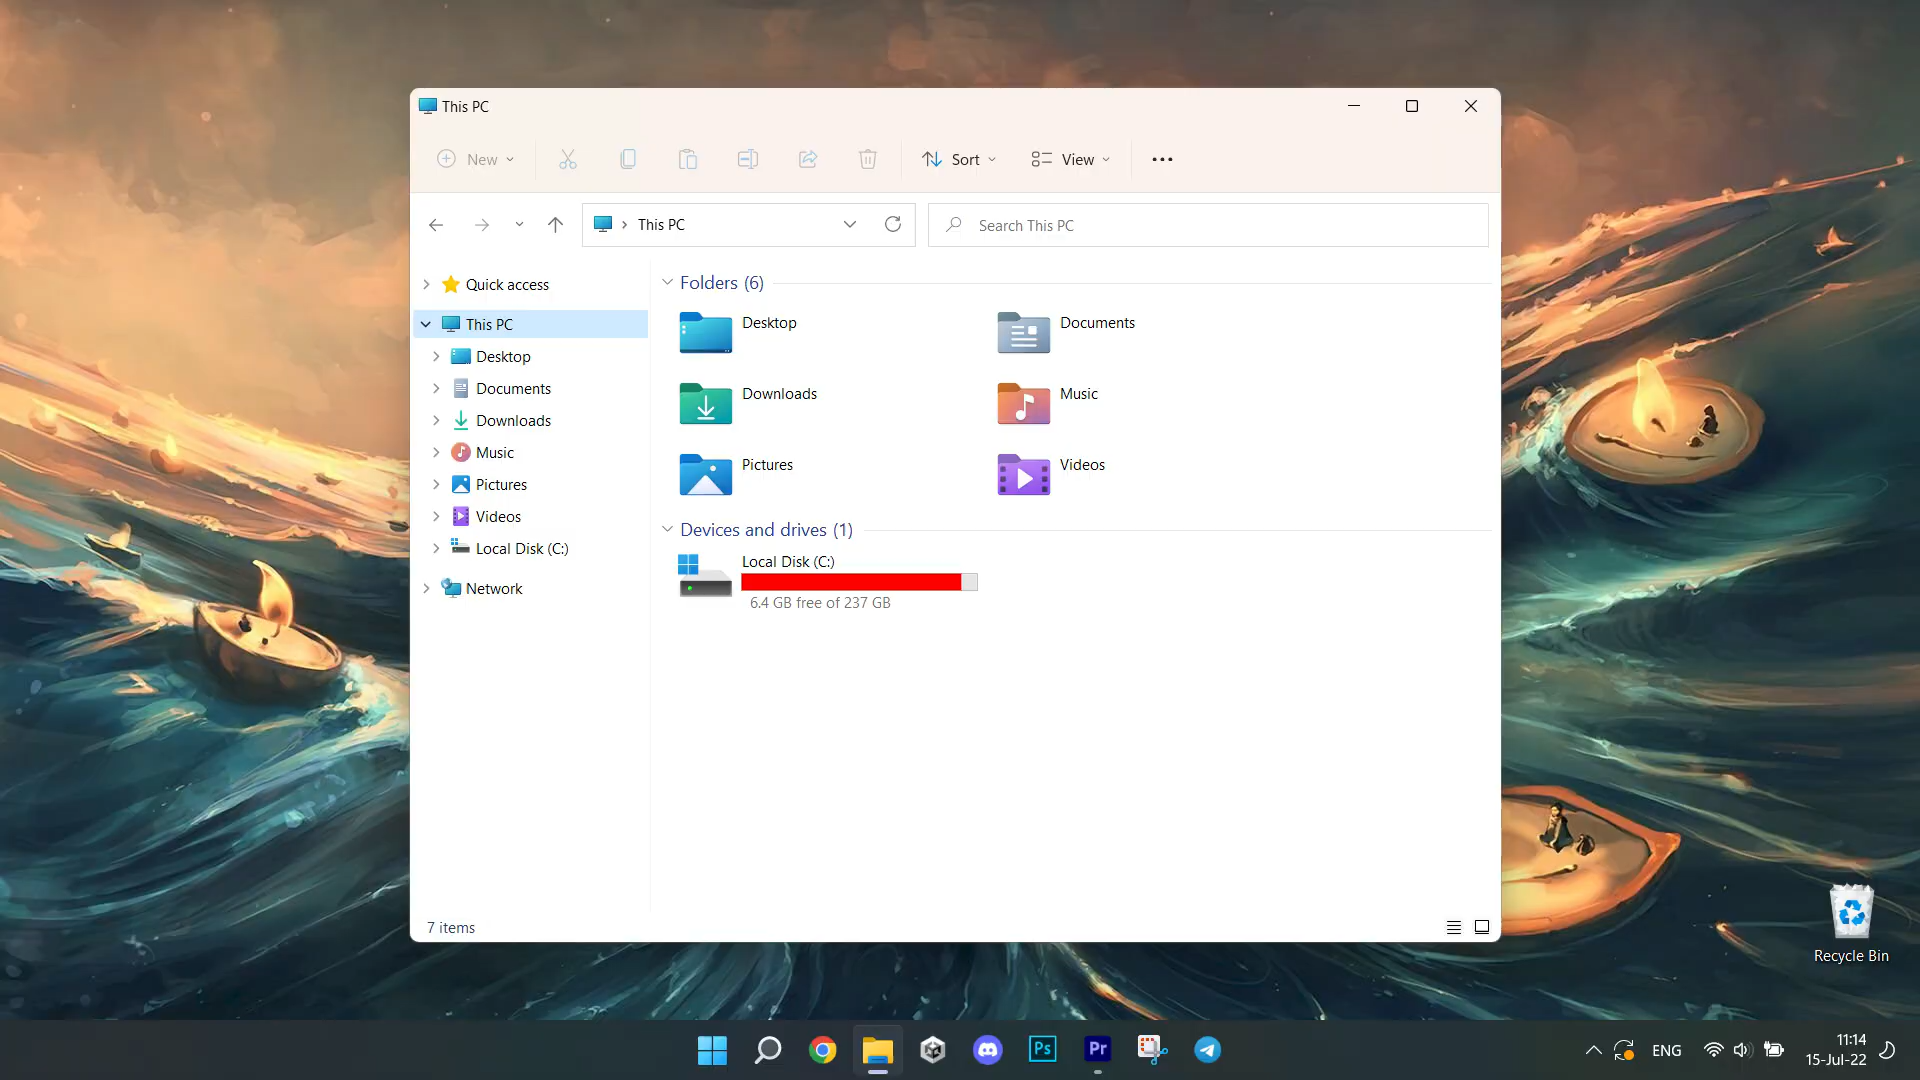 This PC
New
Sort
View
This PC
Search This PC
Quick access
This PC
Desktop
Documents
Downloads
Music
Pictures
Videos
Local Disk (C:)
Network
Folders (6)
Desktop
Documents
Downloads
Music
Pictures
Videos
Devices and drives (1)
Local Disk (C:)
6.4 GB free of 237 GB
7 items
Recycle Bin
Ps
Pr
ENG
11:14
15-Jul-22